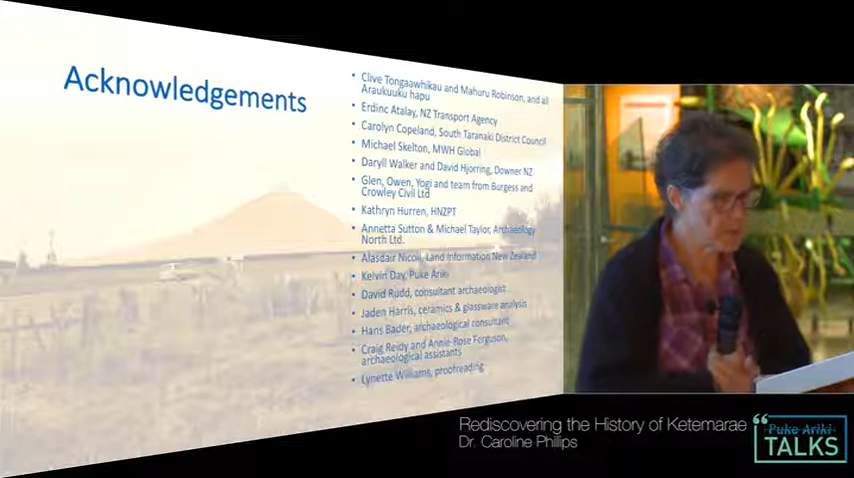 Acknowledgements
• Clive Tongaawhikau and Mahuru Robinson, and all
Araukuuku hapu
• Erdinc Atalay, NZ Transport Agency
• Carolyn Copeland, South Taranaki District Council
• Michael Skelton, MWH Global
• Daryll Walker and David Hjorring, Downer NZ
• Glen, Owen, Yogi and team from Burgess and
Crowley Civil Ltd
• Kathryn Hurren, HNZPT
• Annetta Sutton & Michael Taylor, Archaeology
North Ltd.
• Alasdair Nicoll, Land Information New Zealand
• Kelvin Day, Puke Ariki
• David Rudd, consultant archaeologist
• Jaden Harris, ceramics & glassware analysis
• Hans Bader, archaeological consultant
• Craig Reidy and Annie-Rose Ferguson,
archaeological assistants
• Lynette Williams, proofreading
Rediscovering the History of Ketemarae
Dr. Caroline Phillips
“Puke Ariki
TALKS